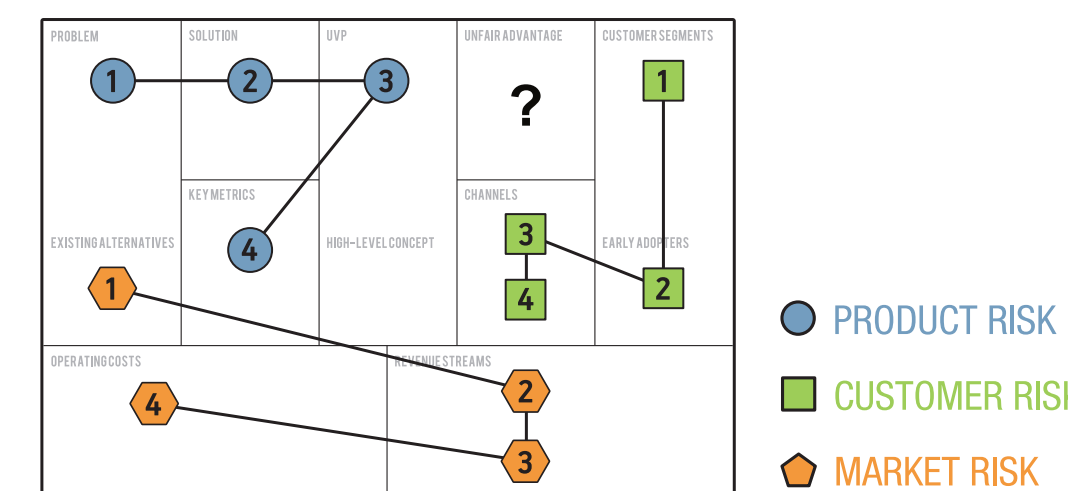 PROBLEM
SOLUTION
UVP
UNFAIR ADVANTAGE
CUSTOMER SEGMENTS
1
2
3
?
1
KEY METRICS
CHANNELS
4
3
4
EXISTING ALTERNATIVES
HIGH-LEVEL CONCEPT
EARLY ADOPTERS
1
2
OPERATING COSTS
REVENUE STREAMS
4
2
3
PRODUCT RISK
CUSTOMER RIS
MARKET RISK